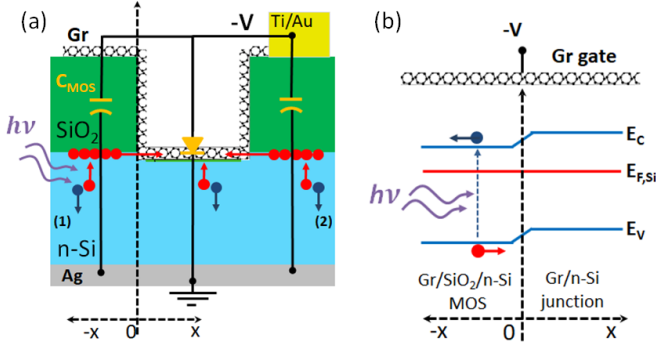 (a)
Gr
-V
Ti/Au
C_MOS
hν
SiO₂
(1)
(2)
n-Si
Ag
-x 0 x
(b)
-V
Gr gate
E_C
E_F,Si
hν
E_V
Gr/SiO₂/n-Si
MOS
Gr/n-Si
junction
-x 0 x